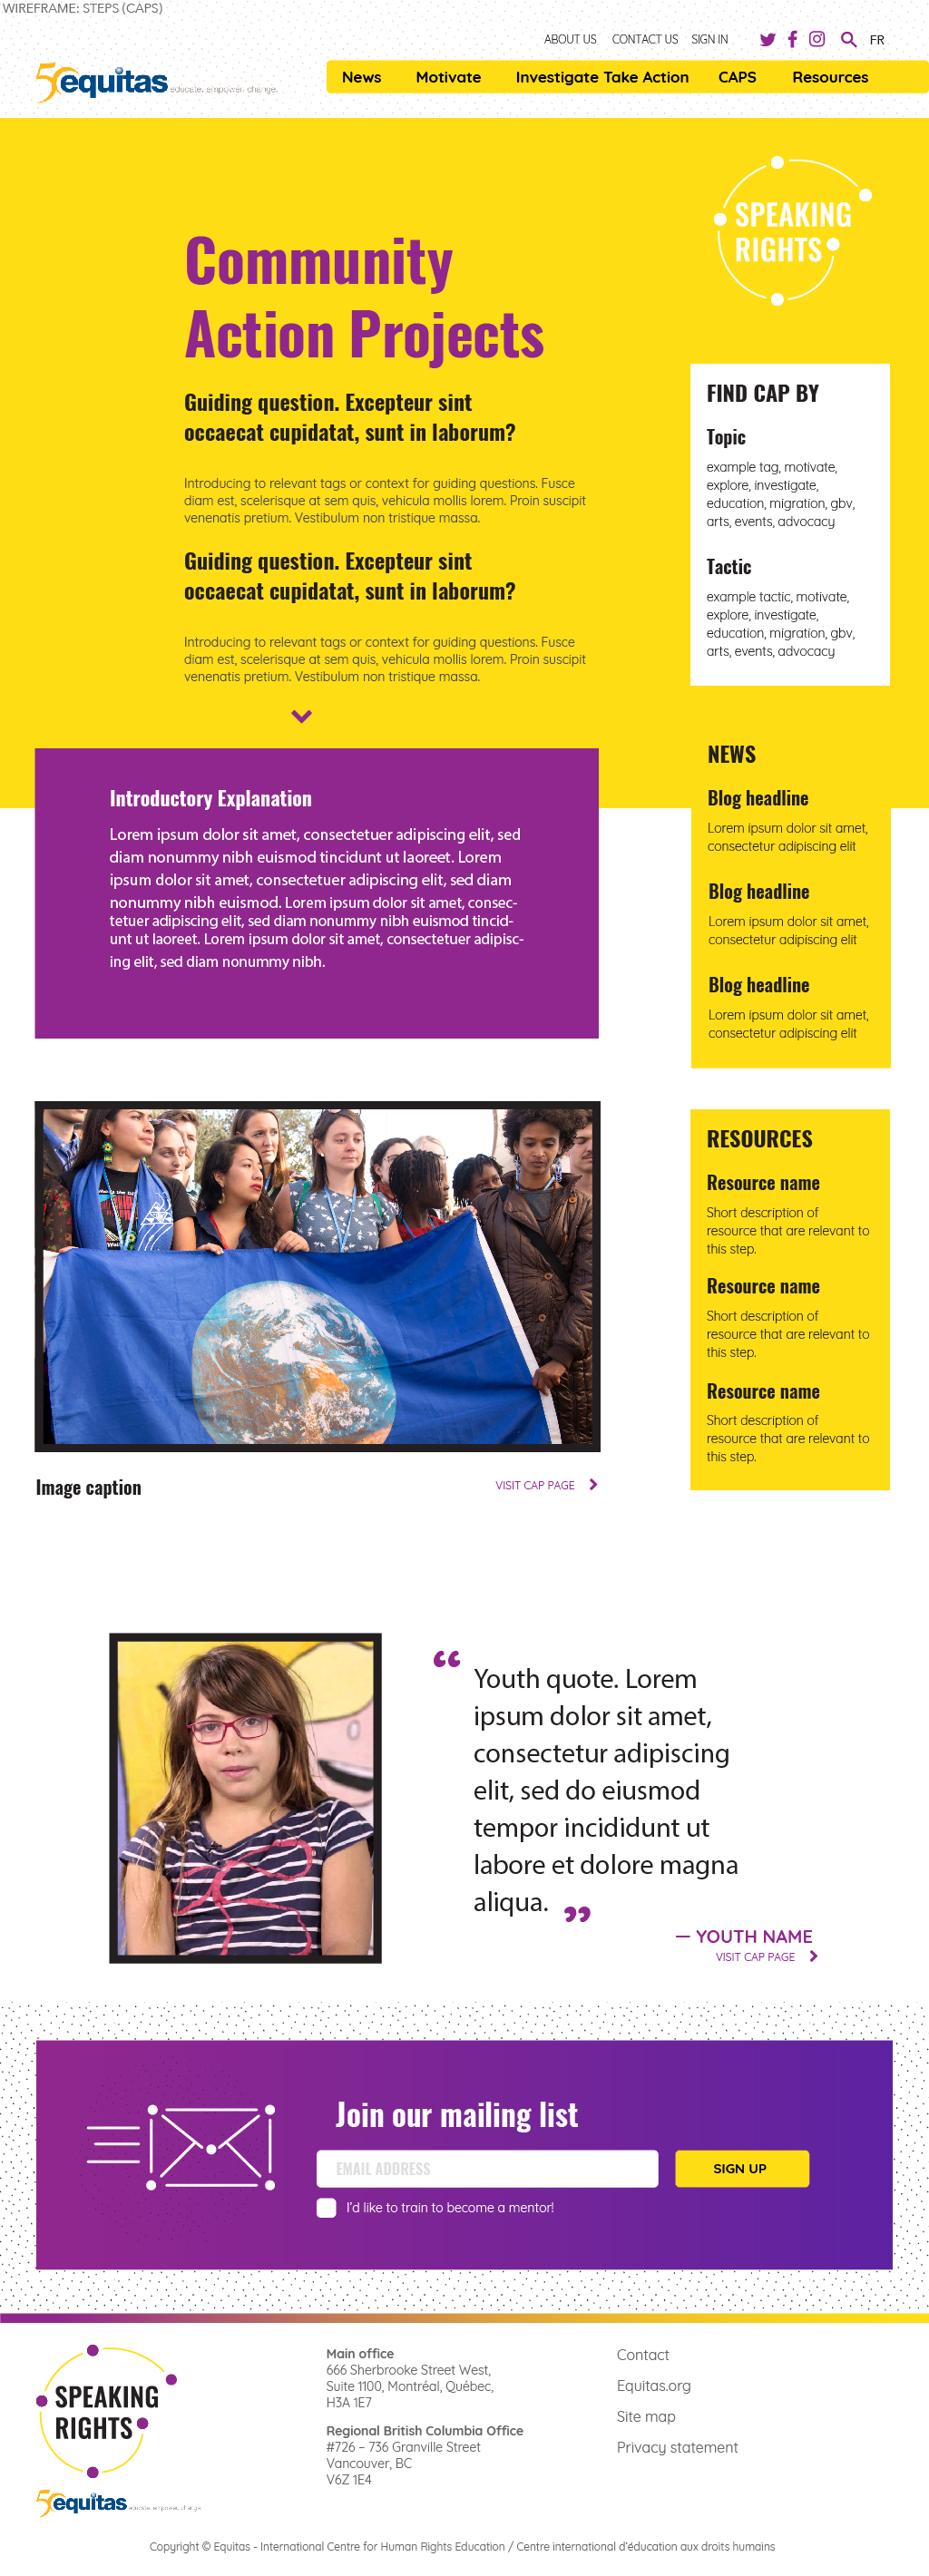 WIREFRAME: STEPS (CAPS)
ABOUT US CONTACT US SIGN IN FR
50 equitas educate. empower. change.
News Motivate Investigate Take Action CAPS Resources
SPEAKING
RIGHTS
Community
Action Projects
Guiding question. Excepteur sint
occaecat cupidatat, sunt in laborum?
Introducing to relevant tags or context for guiding questions. Fusce
diam est, scelerisque at sem quis, vehicula mollis lorem. Proin suscipit
venenatis pretium. Vestibulum non tristique massa.
Guiding question. Excepteur sint
occaecat cupidatat, sunt in laborum?
Introducing to relevant tags or context for guiding questions. Fusce
diam est, scelerisque at sem quis, vehicula mollis lorem. Proin suscipit
venenatis pretium. Vestibulum non tristique massa.
FIND CAP BY
Topic
example tag, motivate,
explore, investigate,
education, migration, gbv,
arts, events, advocacy
Tactic
example tactic, motivate,
explore, investigate,
education, migration, gbv,
arts, events, advocacy
Introductory Explanation
Lorem ipsum dolor sit amet, consectetuer adipiscing elit, sed
diam nonummy nibh euismod tincidunt ut laoreet. Lorem
ipsum dolor sit amet, consectetuer adipiscing elit, sed diam
nonummy nibh euismod. Lorem ipsum dolor sit amet, consec-
tetuer adipiscing elit, sed diam nonummy nibh euismod tincid-
unt ut laoreet. Lorem ipsum dolor sit amet, consectetuer adipisc-
ing elit, sed diam nonummy nibh.
NEWS
Blog headline
Lorem ipsum dolor sit amet,
consectetur adipiscing elit
Blog headline
Lorem ipsum dolor sit amet,
consectetur adipiscing elit
Blog headline
Lorem ipsum dolor sit amet,
consectetur adipiscing elit
Image caption
VISIT CAP PAGE
RESOURCES
Resource name
Short description of
resource that are relevant to
this step.
Resource name
Short description of
resource that are relevant to
this step.
Resource name
Short description of
resource that are relevant to
this step.
“ Youth quote. Lorem
ipsum dolor sit amet,
consectetur adipiscing
elit, sed do eiusmod
tempor incididunt ut
labore et dolore magna
aliqua. ”
— YOUTH NAME
VISIT CAP PAGE
Join our mailing list
EMAIL ADDRESS
SIGN UP
I'd like to train to become a mentor!
SPEAKING
RIGHTS
50 equitas educate. empower. change.
Main office
666 Sherbrooke Street West,
Suite 1100, Montréal, Québec,
H3A 1E7
Regional British Columbia Office
#726 – 736 Granville Street
Vancouver, BC
V6Z 1E4
Contact
Equitas.org
Site map
Privacy statement
Copyright © Equitas - International Centre for Human Rights Education / Centre international d'éducation aux droits humains